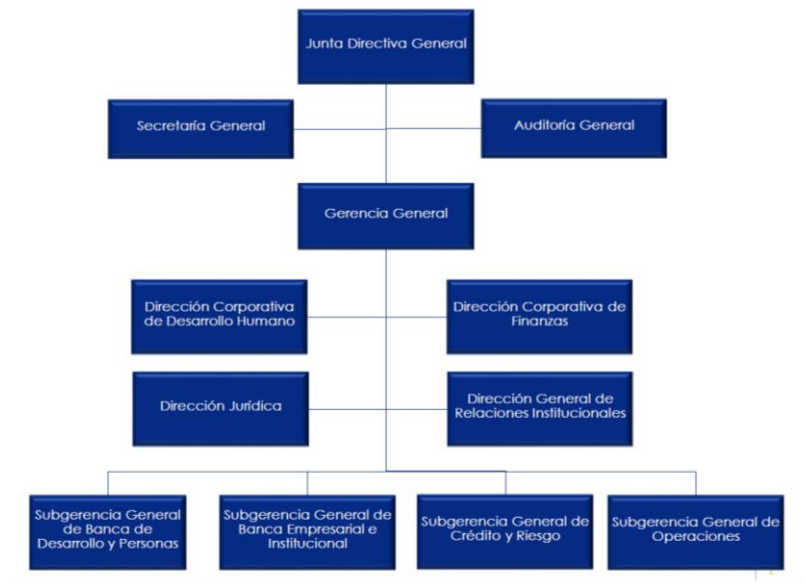 Junta Directiva General
Secretaría General
Auditoría General
Gerencia General
Dirección Corporativa
de Desarrollo Humano
Dirección Corporativa de
Finanzas
Dirección Jurídica
Dirección General de
Relaciones Institucionales
Subgerencia General
de Banca de
Desarrollo y Personas
Subgerencia General de
Banca Empresarial e
Institucional
Subgerencia General de
Crédito y Riesgo
Subgerencia General de
Operaciones